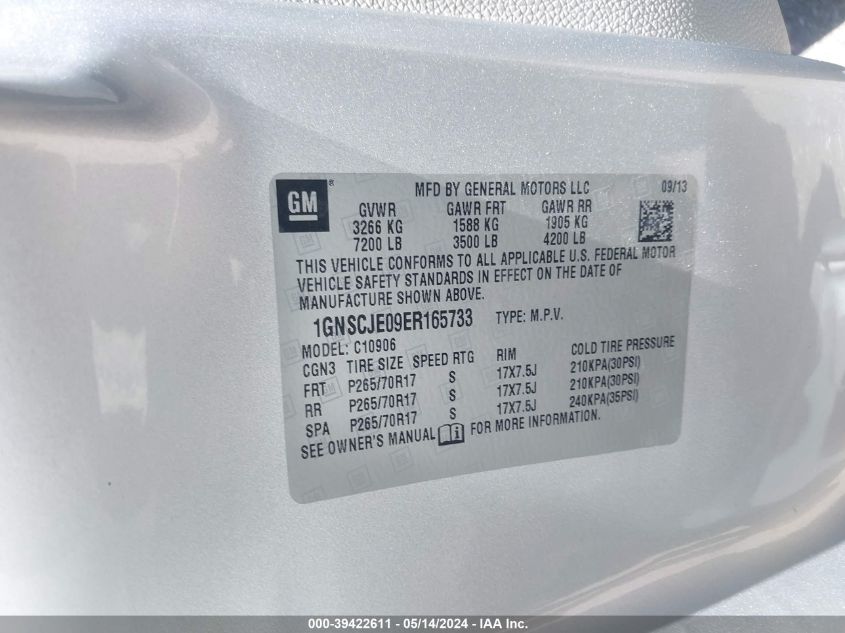 GM ® MFD BY GENERAL MOTORS LLC 09/13
GVWR GAWR FRT GAWR RR
3266 KG 1588 KG 1905 KG
7200 LB 3500 LB 4200 LB
THIS VEHICLE CONFORMS TO ALL APPLICABLE U.S. FEDERAL MOTOR
VEHICLE SAFETY STANDARDS IN EFFECT ON THE DATE OF
MANUFACTURE SHOWN ABOVE.
1GNSCJE09ER165733 TYPE: M.P.V.
MODEL: C10906
CGN3 TIRE SIZE SPEED RTG RIM COLD TIRE PRESSURE
FRT P265/70R17 S 17X7.5J 210KPA(30PSI)
RR P265/70R17 S 17X7.5J 210KPA(30PSI)
SPA P265/70R17 S 17X7.5J 240KPA(35PSI)
SEE OWNER'S MANUAL FOR MORE INFORMATION.
000-39422611 - 05/14/2024 - IAA Inc.